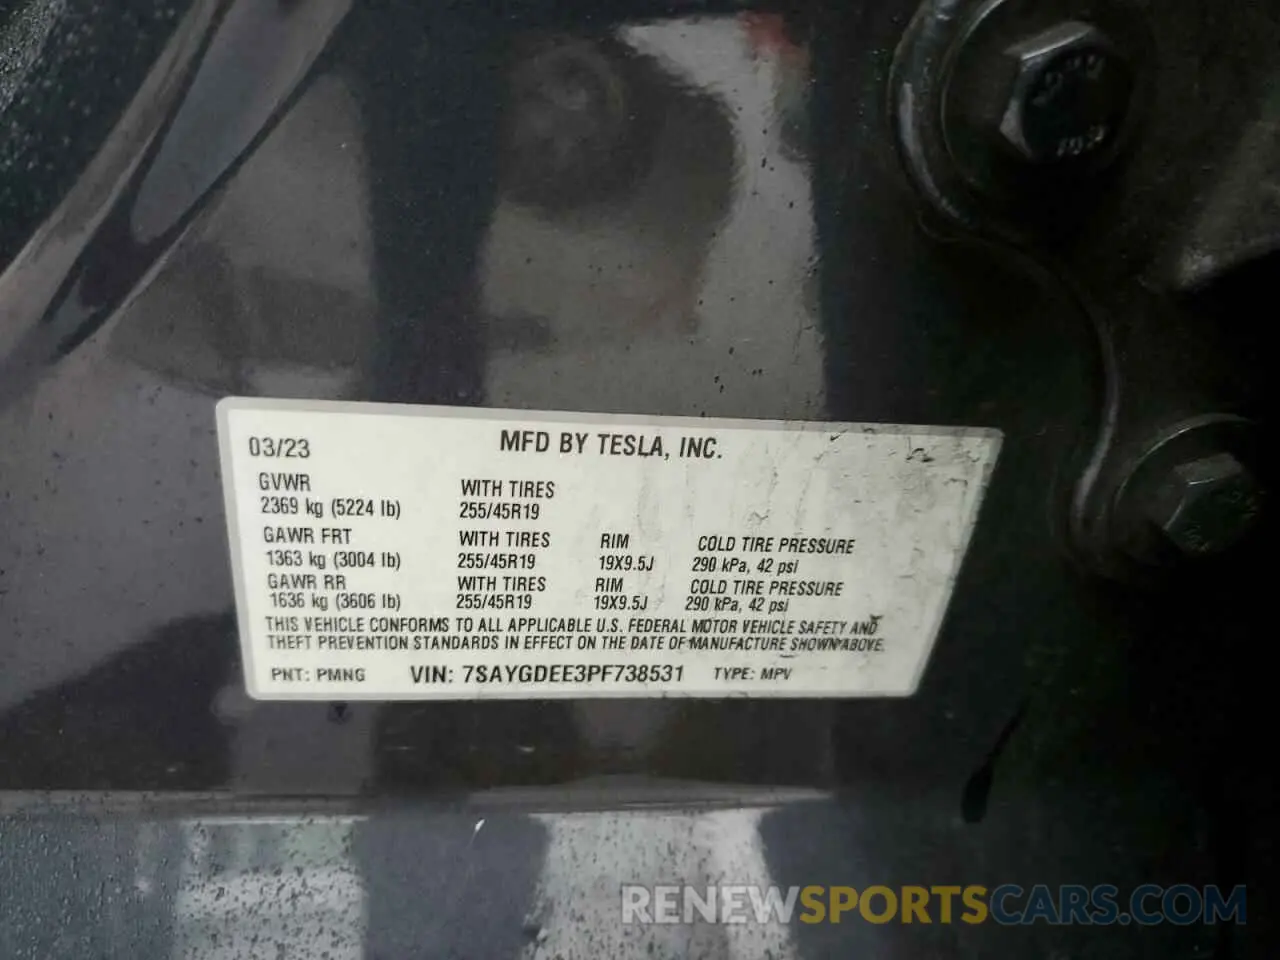 03/23 MFD BY TESLA, INC.
GVWR WITH TIRES
2369 kg (5224 lb) 255/45R19
GAWR FRT WITH TIRES RIM COLD TIRE PRESSURE
1363 kg (3004 lb) 255/45R19 19X9.5J 290 kPa, 42 psi
GAWR RR WITH TIRES RIM COLD TIRE PRESSURE
1636 kg (3606 lb) 255/45R19 19X9.5J 290 kPa, 42 psi
THIS VEHICLE CONFORMS TO ALL APPLICABLE U.S. FEDERAL MOTOR VEHICLE SAFETY AND
THEFT PREVENTION STANDARDS IN EFFECT ON THE DATE OF MANUFACTURE SHOWN ABOVE.
PNT: PMNG VIN: 7SAYGDEE3PF738531 TYPE: MPV
RENEWSPORTSCARS.COM